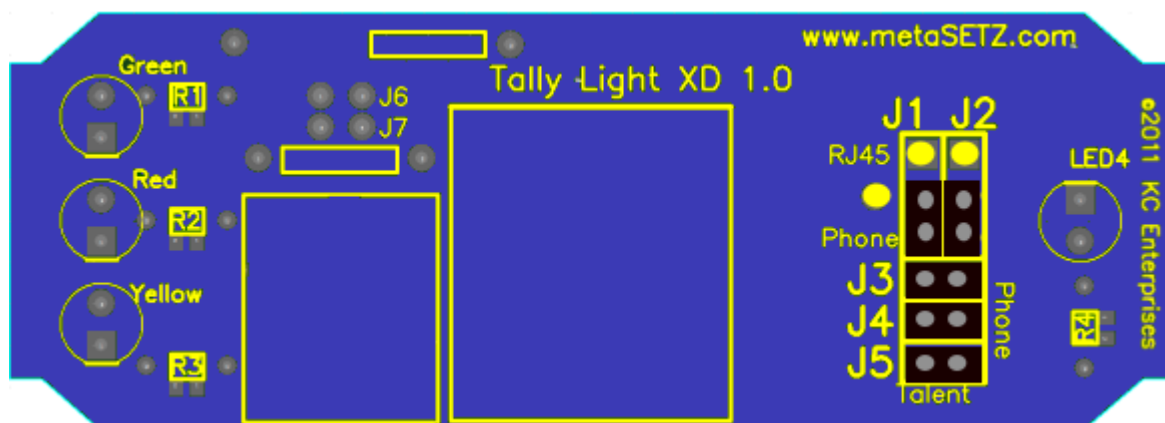 www.metaSETZ.com
Green
Tally Light XD 1.0
R1
J6
J7
J1 J2
RJ45
©2011 KC Enterprises
LED4
Red
R2
Phone
J3
Yellow
Phone
J4
R4
J5
R3
Talent